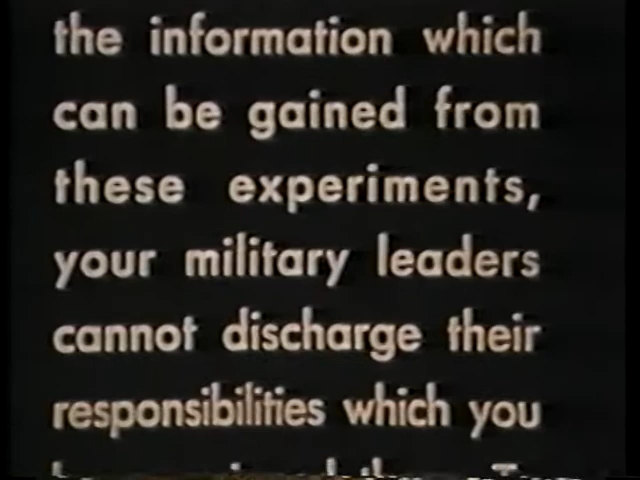 the information which
can be gained from
these experiments,
your military leaders
cannot discharge their
responsibilities which you